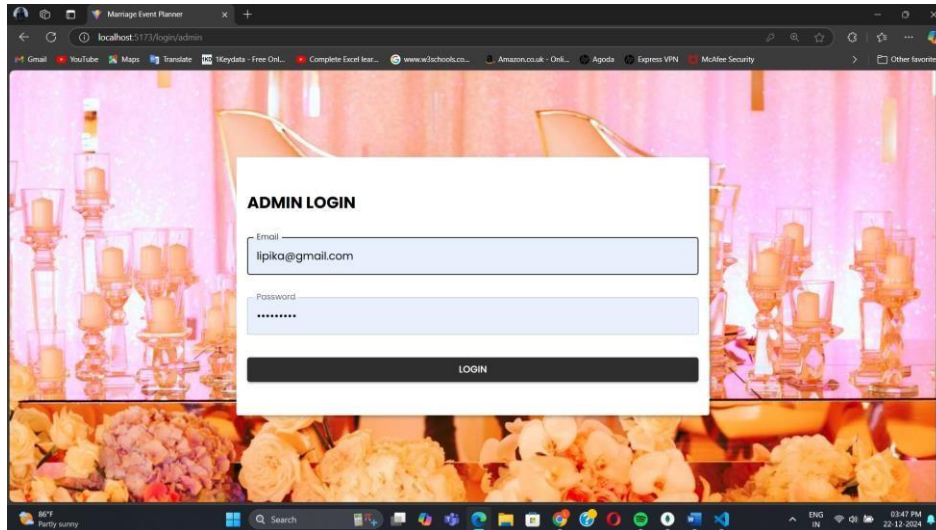 Marriage Event Planner
localhost:5173/login/admin
Gmail YouTube Maps Translate 1Keydata - Free Onl... Complete Excel lear... www.w3schools.co... Amazon.co.uk - Onli... Agoda Express VPN McAfee Security Other favorite
ADMIN LOGIN
Email
lipika@gmail.com
Password
LOGIN
86°F
Partly sunny
Search
ENG
IN
03:47 PM
22-12-2024